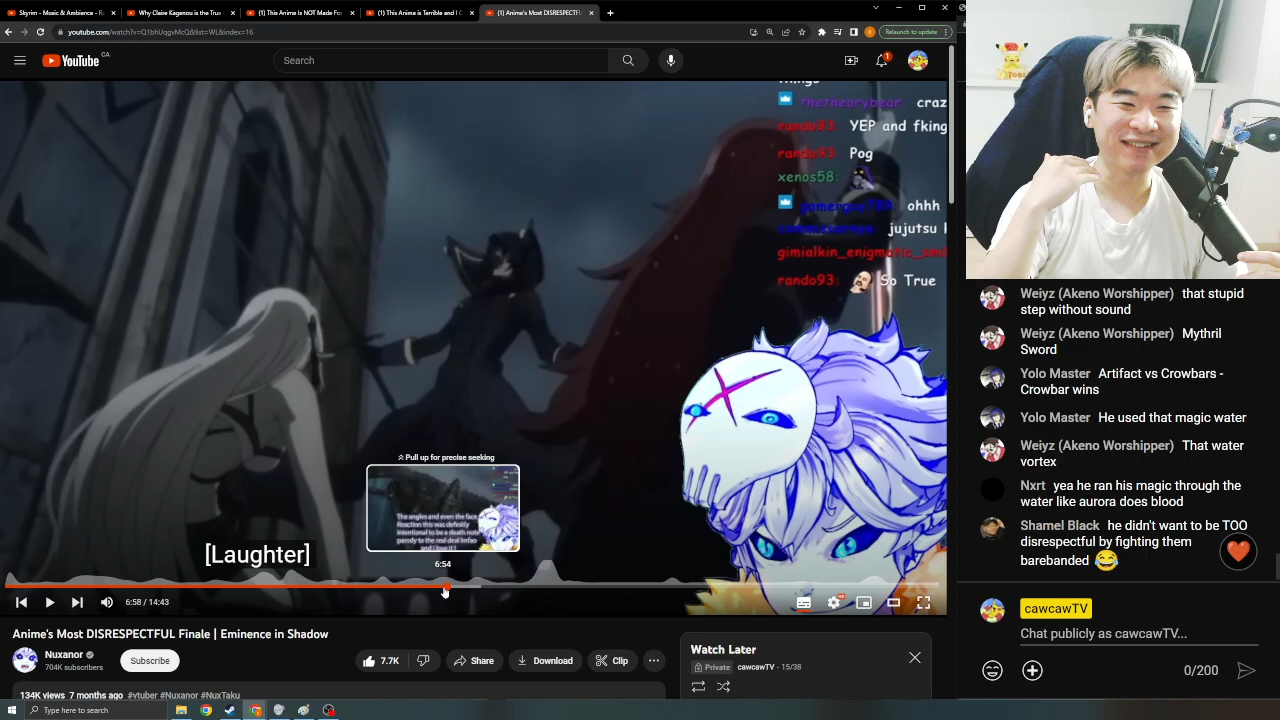 Slgrim - Music & Ambience - R
Why Claire Kagenou is the True
(1) This Anime Is NOT Made For
(1) This Anime is Terrible and I C
(1) Anime's Most DISRESPECTFU
youtube.com/watch?v=Q1bhUqgvMcQ&list=WL&index=16
Relaunch to update
YouTube CA
Search
1
things
thetheorybear: craz
rando93: YEP and fking
rando93: Pog
xenos58:
ohhh
jujutsu k
rando93: So True
Pull up for precise seeking
The angles and even the face
Reaction this was definitly
Intentional to be a death note
parody to the real deal lmfao
and i love it !
6:54
[Laughter]
6:58 / 14:43
Anime's Most DISRESPECTFUL Finale | Eminence in Shadow
Nuxanor
704K subscribers
Subscribe
7.7K
Share
Download
Clip
134K views 7 months ago #vtuber #Nuxanor #NuxTaku
Watch Later
Private cawcawTV - 15/38
Weiyz (Akeno Worshipper) that stupid
step without sound
Weiyz (Akeno Worshipper) Mythril
Sword
Yolo Master Artifact vs Crowbars -
Crowbar wins
Yolo Master He used that magic water
Weiyz (Akeno Worshipper) That water
vortex
Nxrt yea he ran his magic through the
water like aurora does blood
Shamel Black he didn't want to be TOO
disrespectful by fighting them
barebanded
cawcawTV
Chat publicly as cawcawTV...
0/200
Type here to search